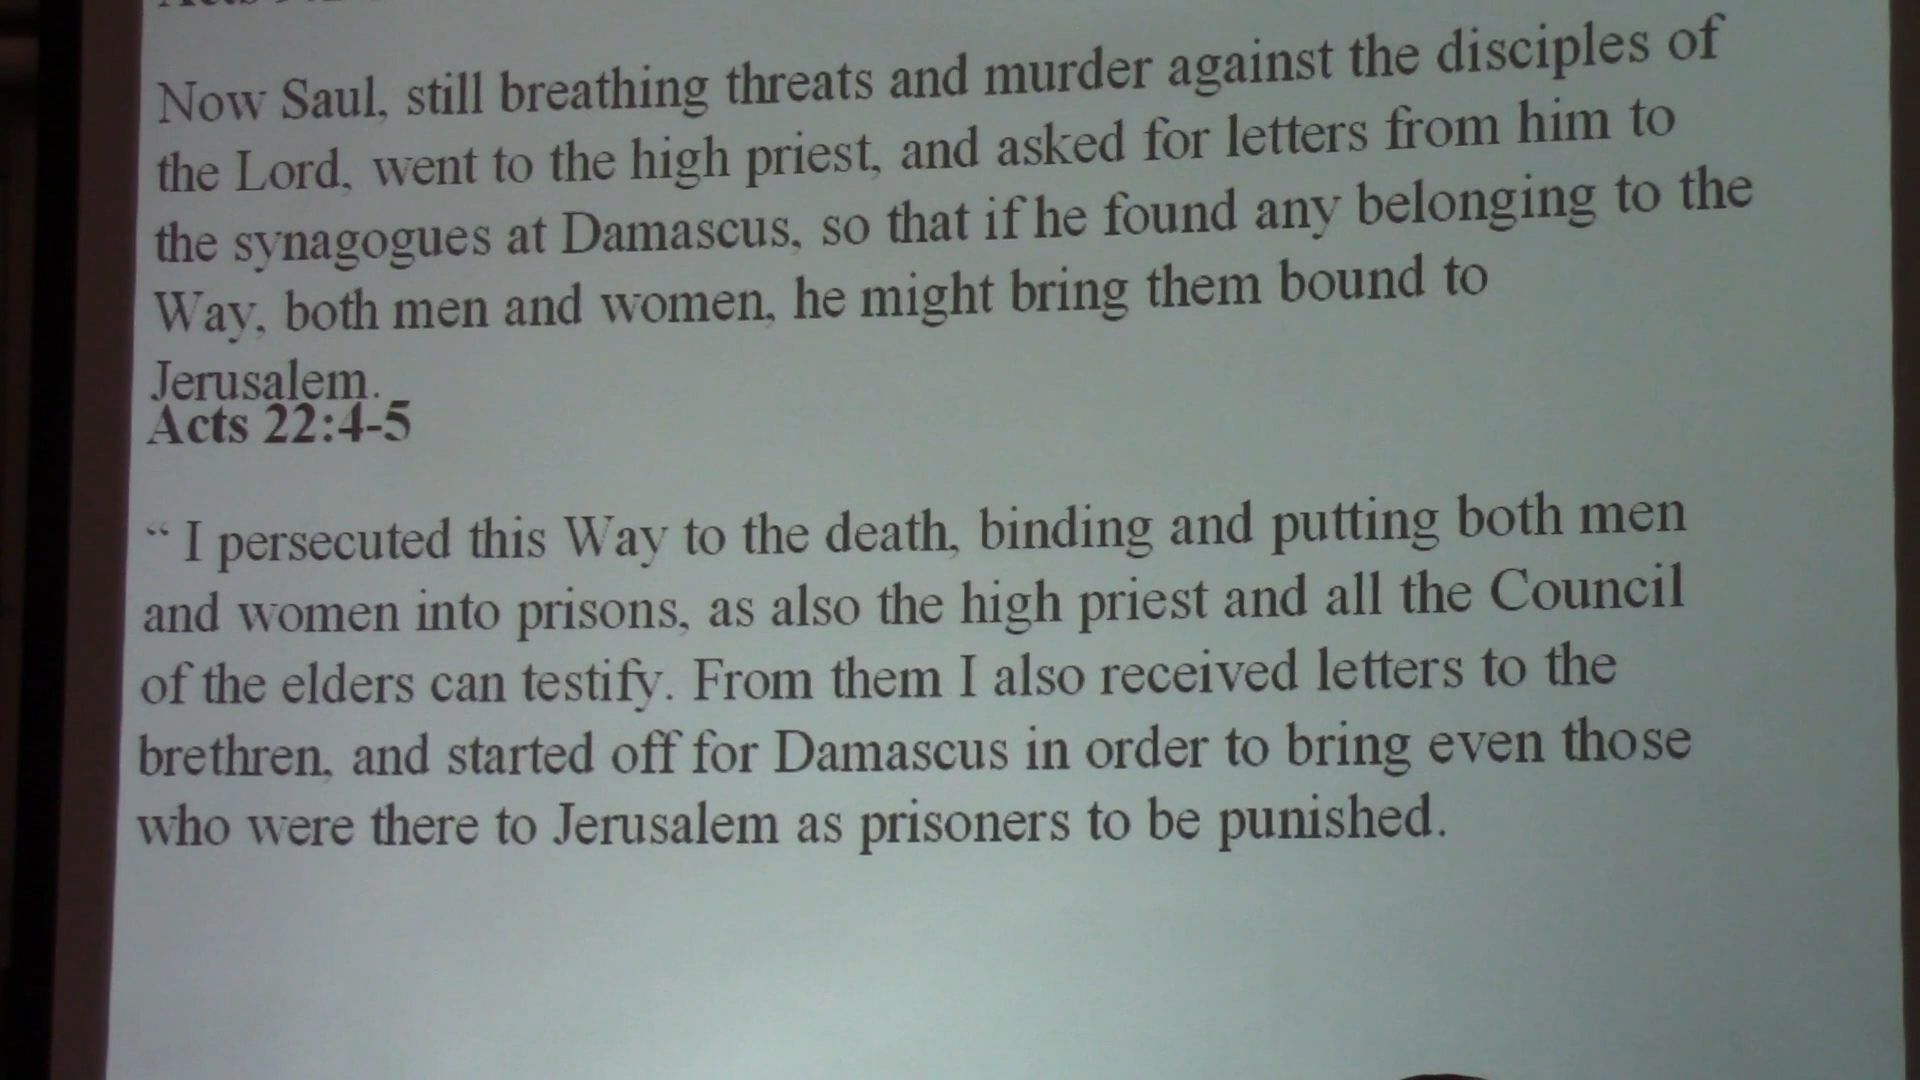 Now Saul, still breathing threats and murder against the disciples of
the Lord, went to the high priest, and asked for letters from him to
the synagogues at Damascus, so that if he found any belonging to the
Way, both men and women, he might bring them bound to
Jerusalem.
Acts 22:4-5
“ I persecuted this Way to the death, binding and putting both men
and women into prisons, as also the high priest and all the Council
of the elders can testify. From them I also received letters to the
brethren, and started off for Damascus in order to bring even those
who were there to Jerusalem as prisoners to be punished.